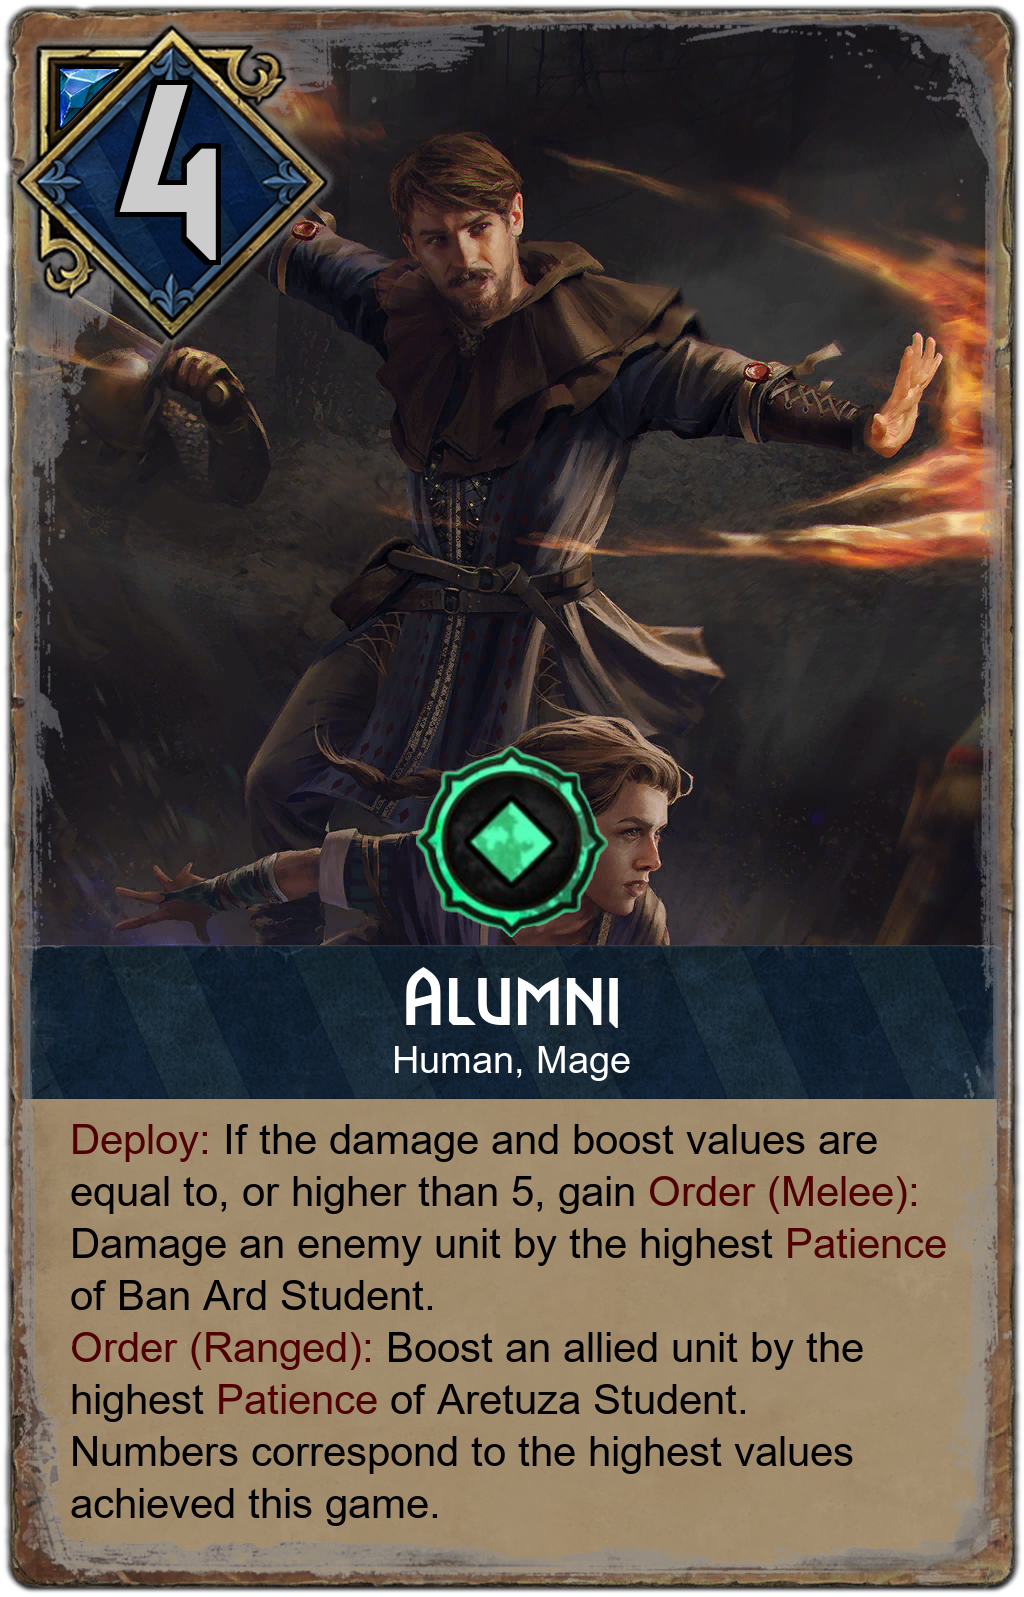 4
Alumni
Human, Mage
Deploy: If the damage and boost values are
equal to, or higher than 5, gain Order (Melee):
Damage an enemy unit by the highest Patience
of Ban Ard Student.
Order (Ranged): Boost an allied unit by the
highest Patience of Aretuza Student.
Numbers correspond to the highest values
achieved this game.